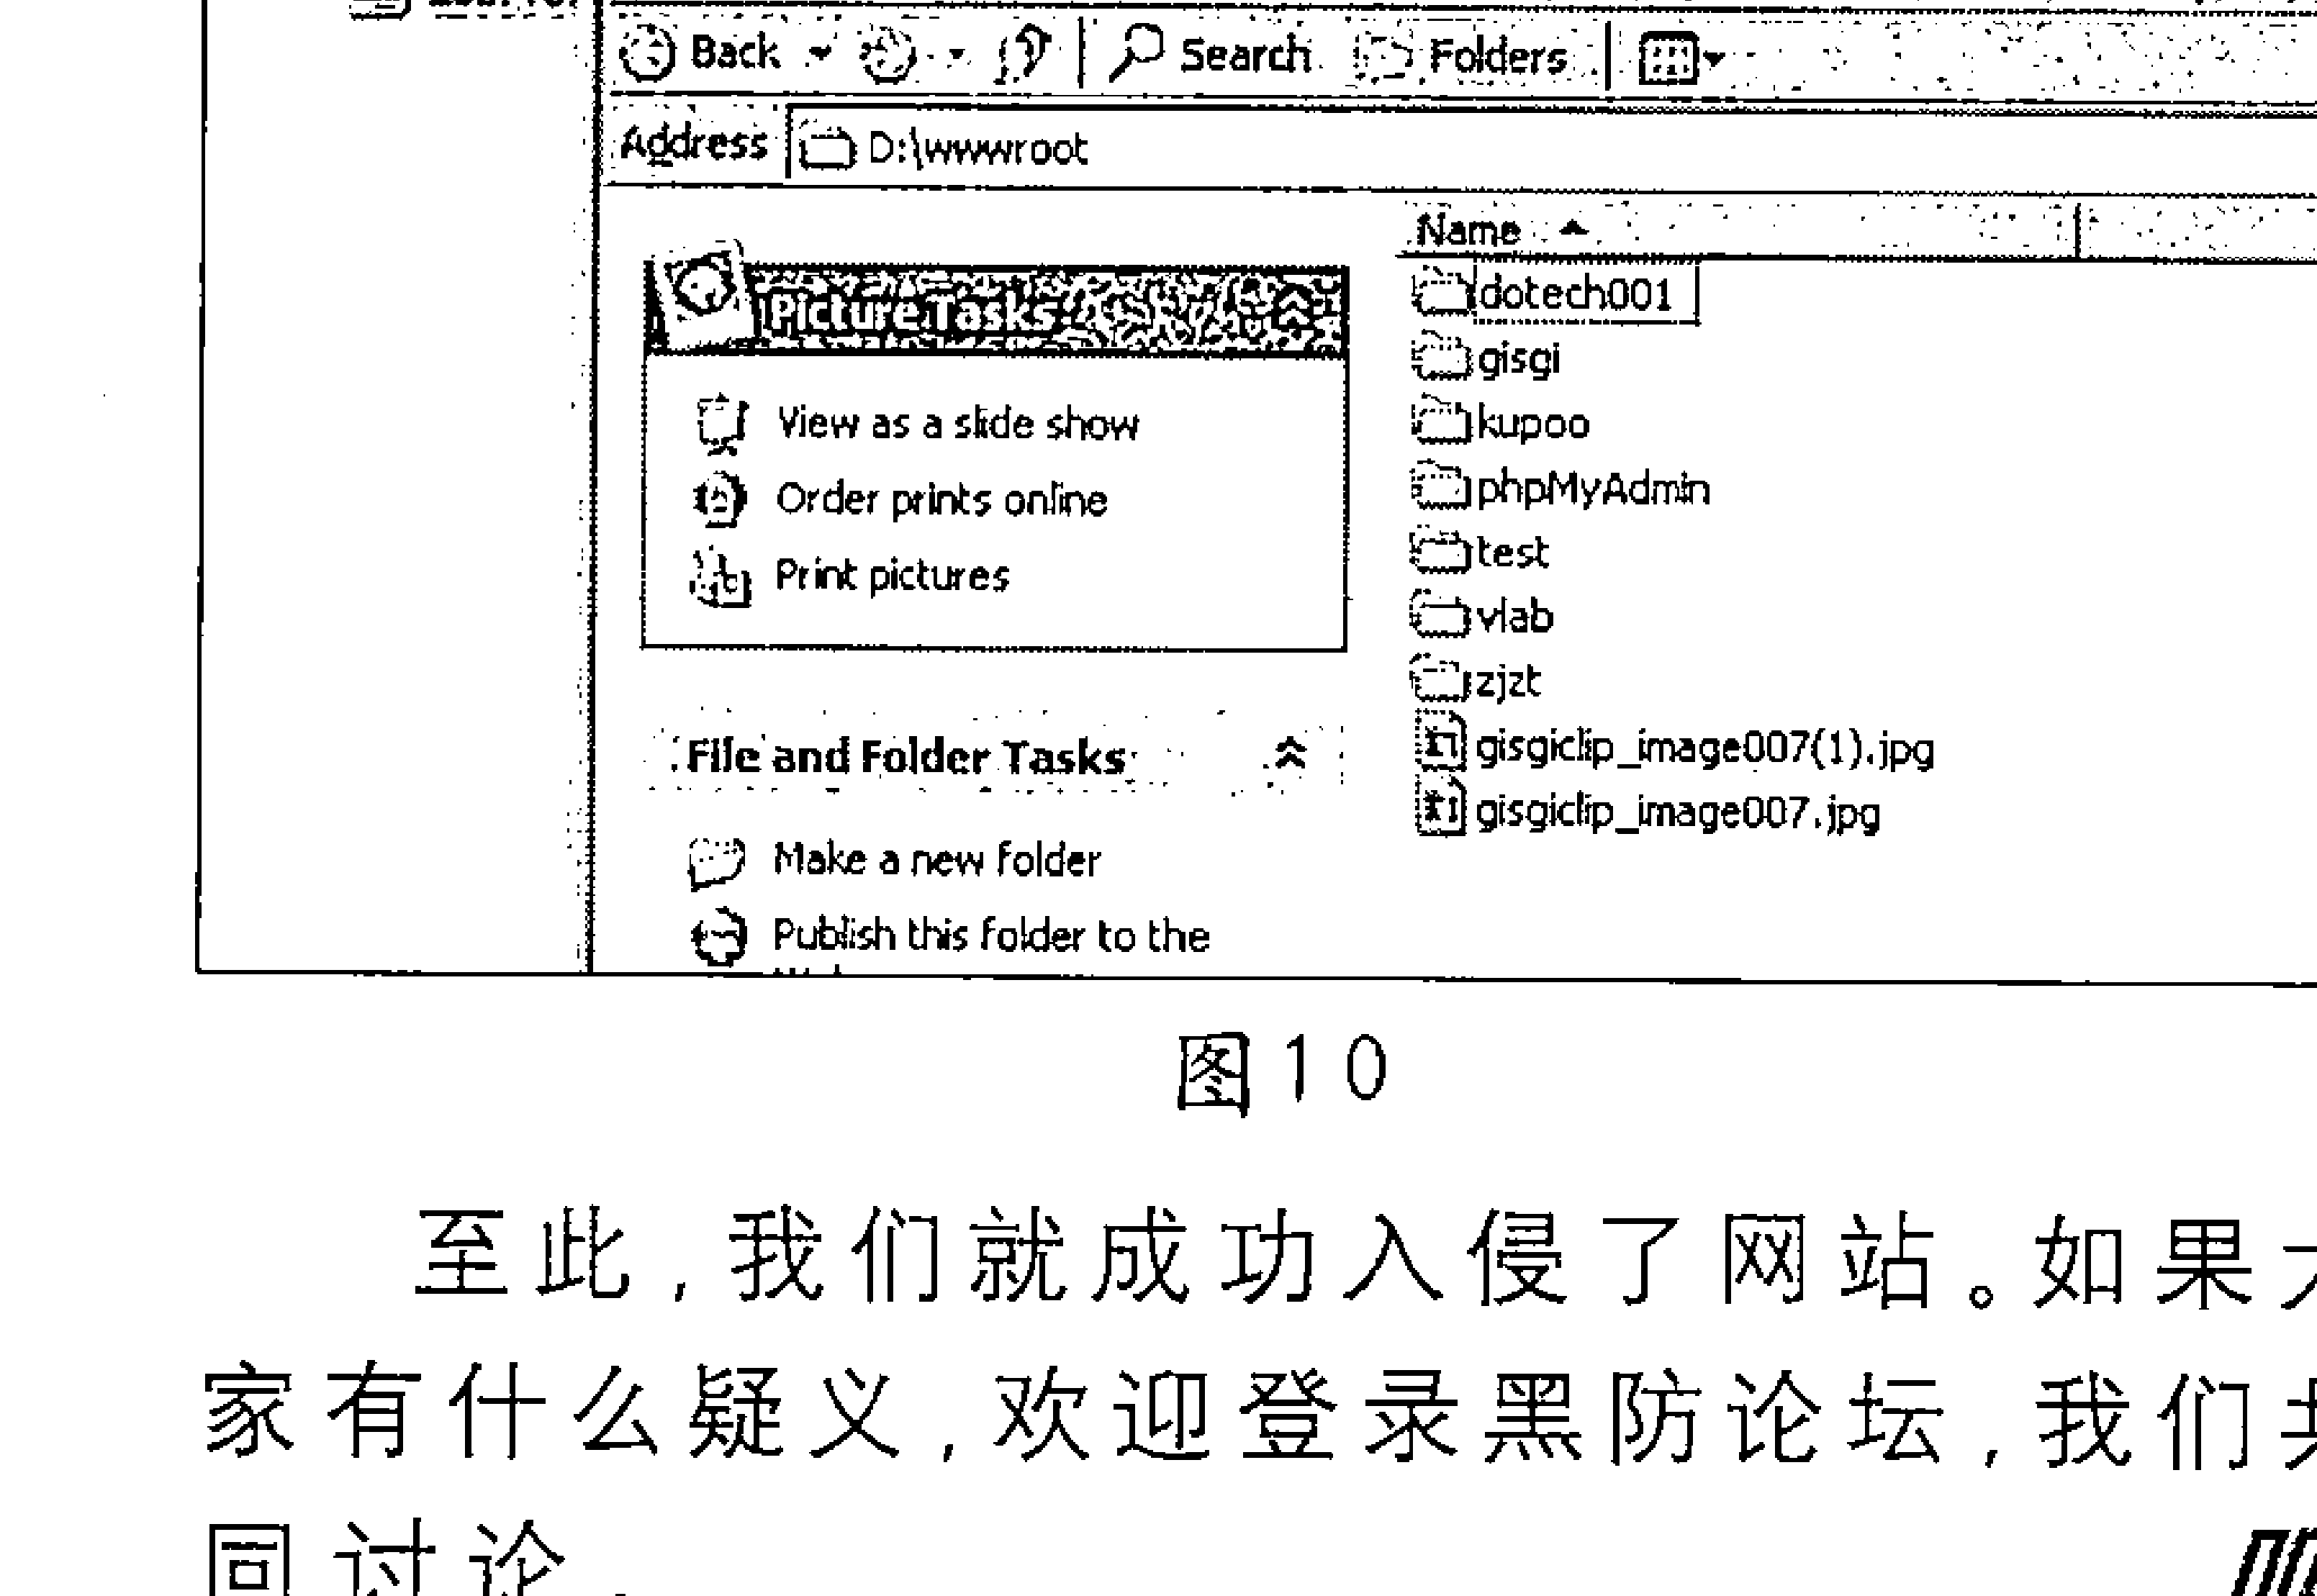 Back Search Folders
Address D:\wwwroot
Name
Picture Tasks
dotech001
gisgi
View as a slide show
kupoo
Order prints online
phpMyAdmin
test
Print pictures
vlab
zjzt
File and Folder Tasks
gisgiclip_image007(1).jpg
gisgiclip_image007.jpg
Make a new folder
Publish this folder to the
图10
至此,我们就成功入侵了网站。如果
家有什么疑义,欢迎登录黑防论坛,我们
同讨论。